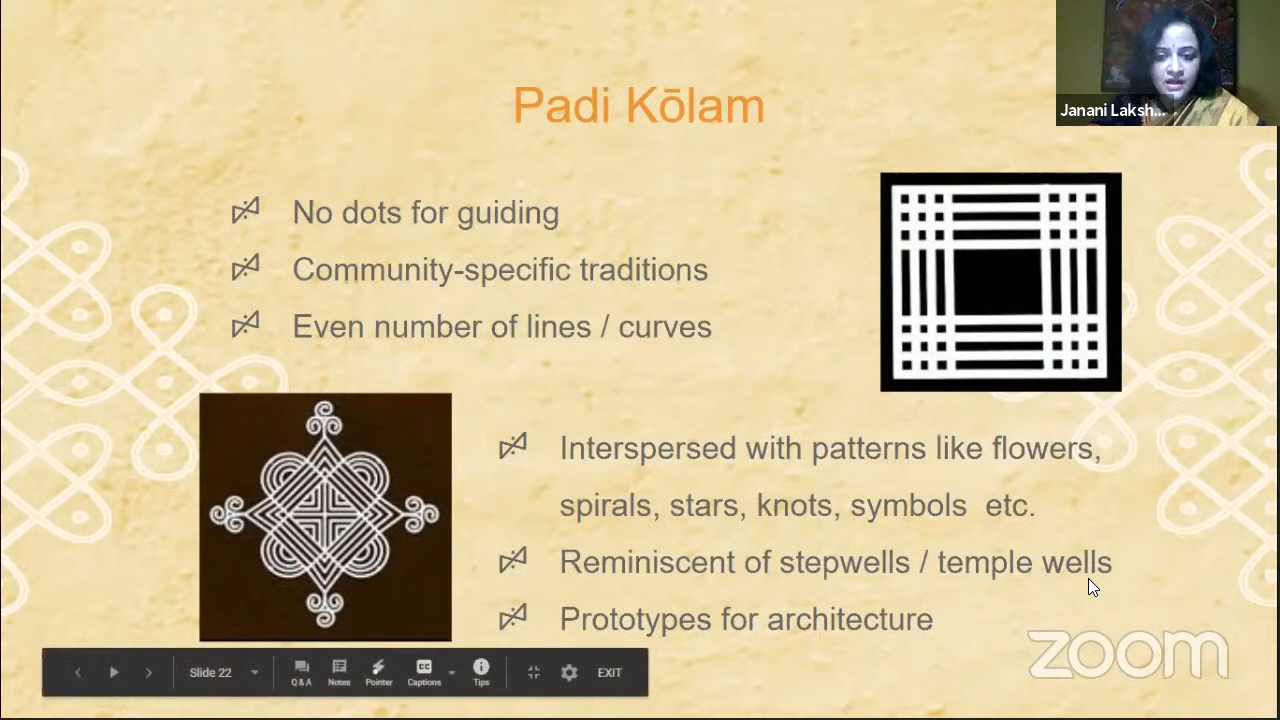 Padi Kōlam
Janani Laksh...
No dots for guiding
Community-specific traditions
Even number of lines / curves
Interspersed with patterns like flowers,
spirals, stars, knots, symbols etc.
Reminiscent of stepwells / temple wells
Prototypes for architecture
zoom
Slide 22
Q & A
Notes
Pointer
CC
Captions
Tips
EXIT